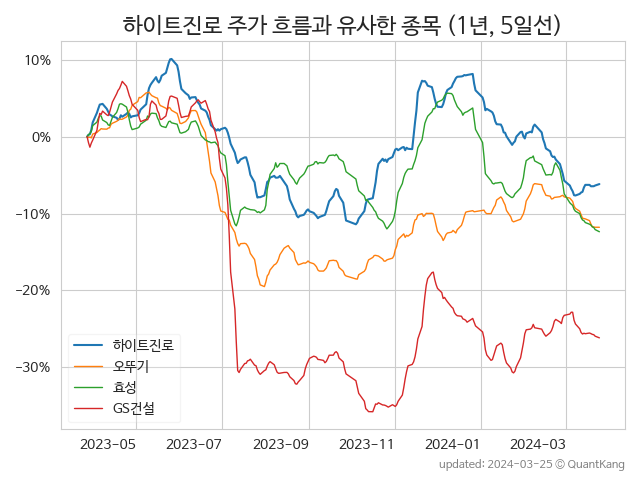 하이트진로 주가 흐름과 유사한 종목 (1년, 5일선)
10%
0%
−10%
−20%
−30%
하이트진로
오뚜기
효성
GS건설
2023-05 2023-07 2023-09 2023-11 2024-01 2024-03
updated: 2024-03-25 © QuantKang